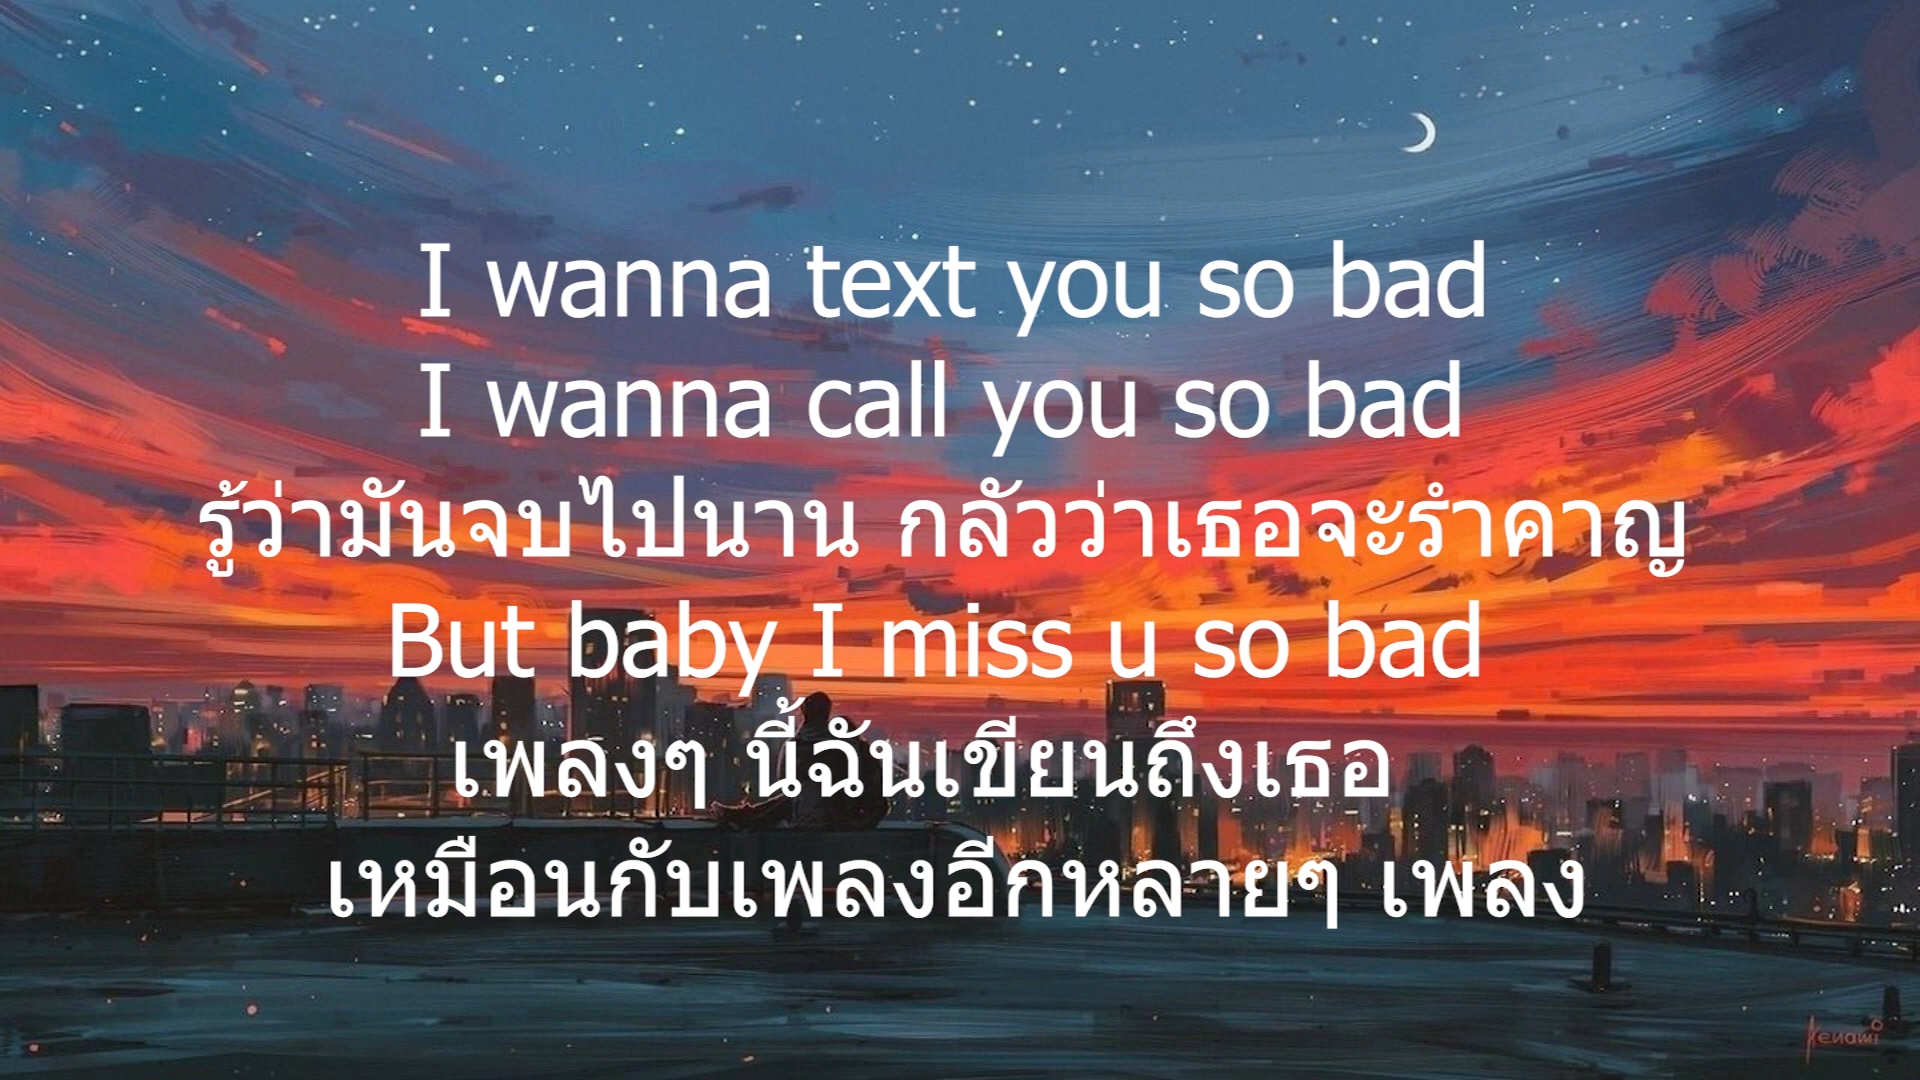 I wanna text you so bad
I wanna call you so bad
รู้ว่ามันจบไปนาน กลัวว่าเธอจะรำคาญ
But baby I miss u so bad
เพลงๆ นี้ฉันเขียนถึงเธอ
เหมือนกับเพลงอีกหลายๆ เพลง
Aenami